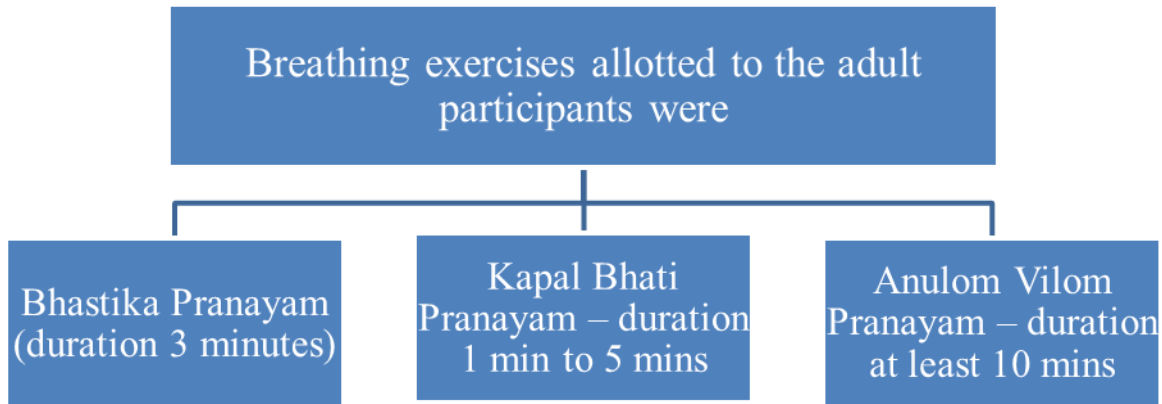 Breathing exercises allotted to the adult
participants were
Bhastika Pranayam
(duration 3 minutes)
Kapal Bhati
Pranayam – duration
1 min to 5 mins
Anulom Vilom
Pranayam – duration
at least 10 mins